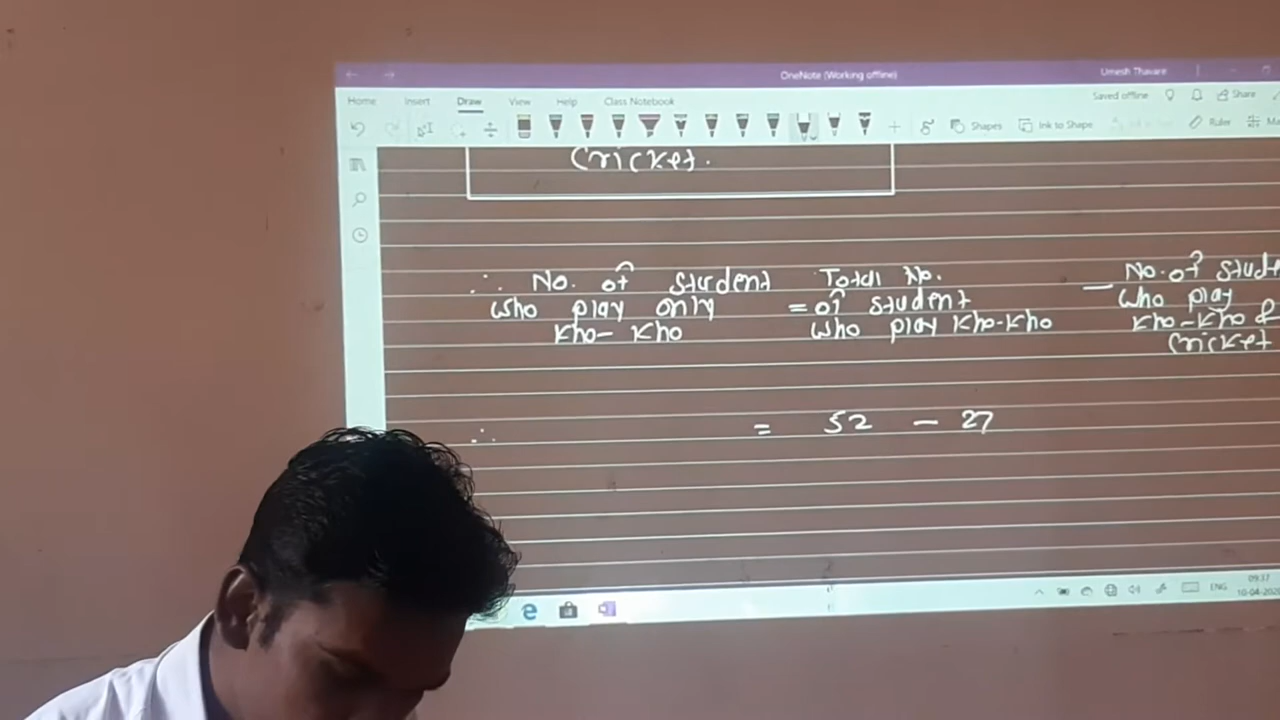 OneNote (Working offline)
Umesh Thavare
Home Insert Draw View Help Class Notebook
Saved offline Share
Shapes Ink to Shape Ruler
Cricket.
∴ No. of Student Total No. No. of Stude
who play only = of student — who play
Kho- Kho who play Kho-Kho Kho-Kho &
Cricket
∴ = 52 - 27
ENG 09:37